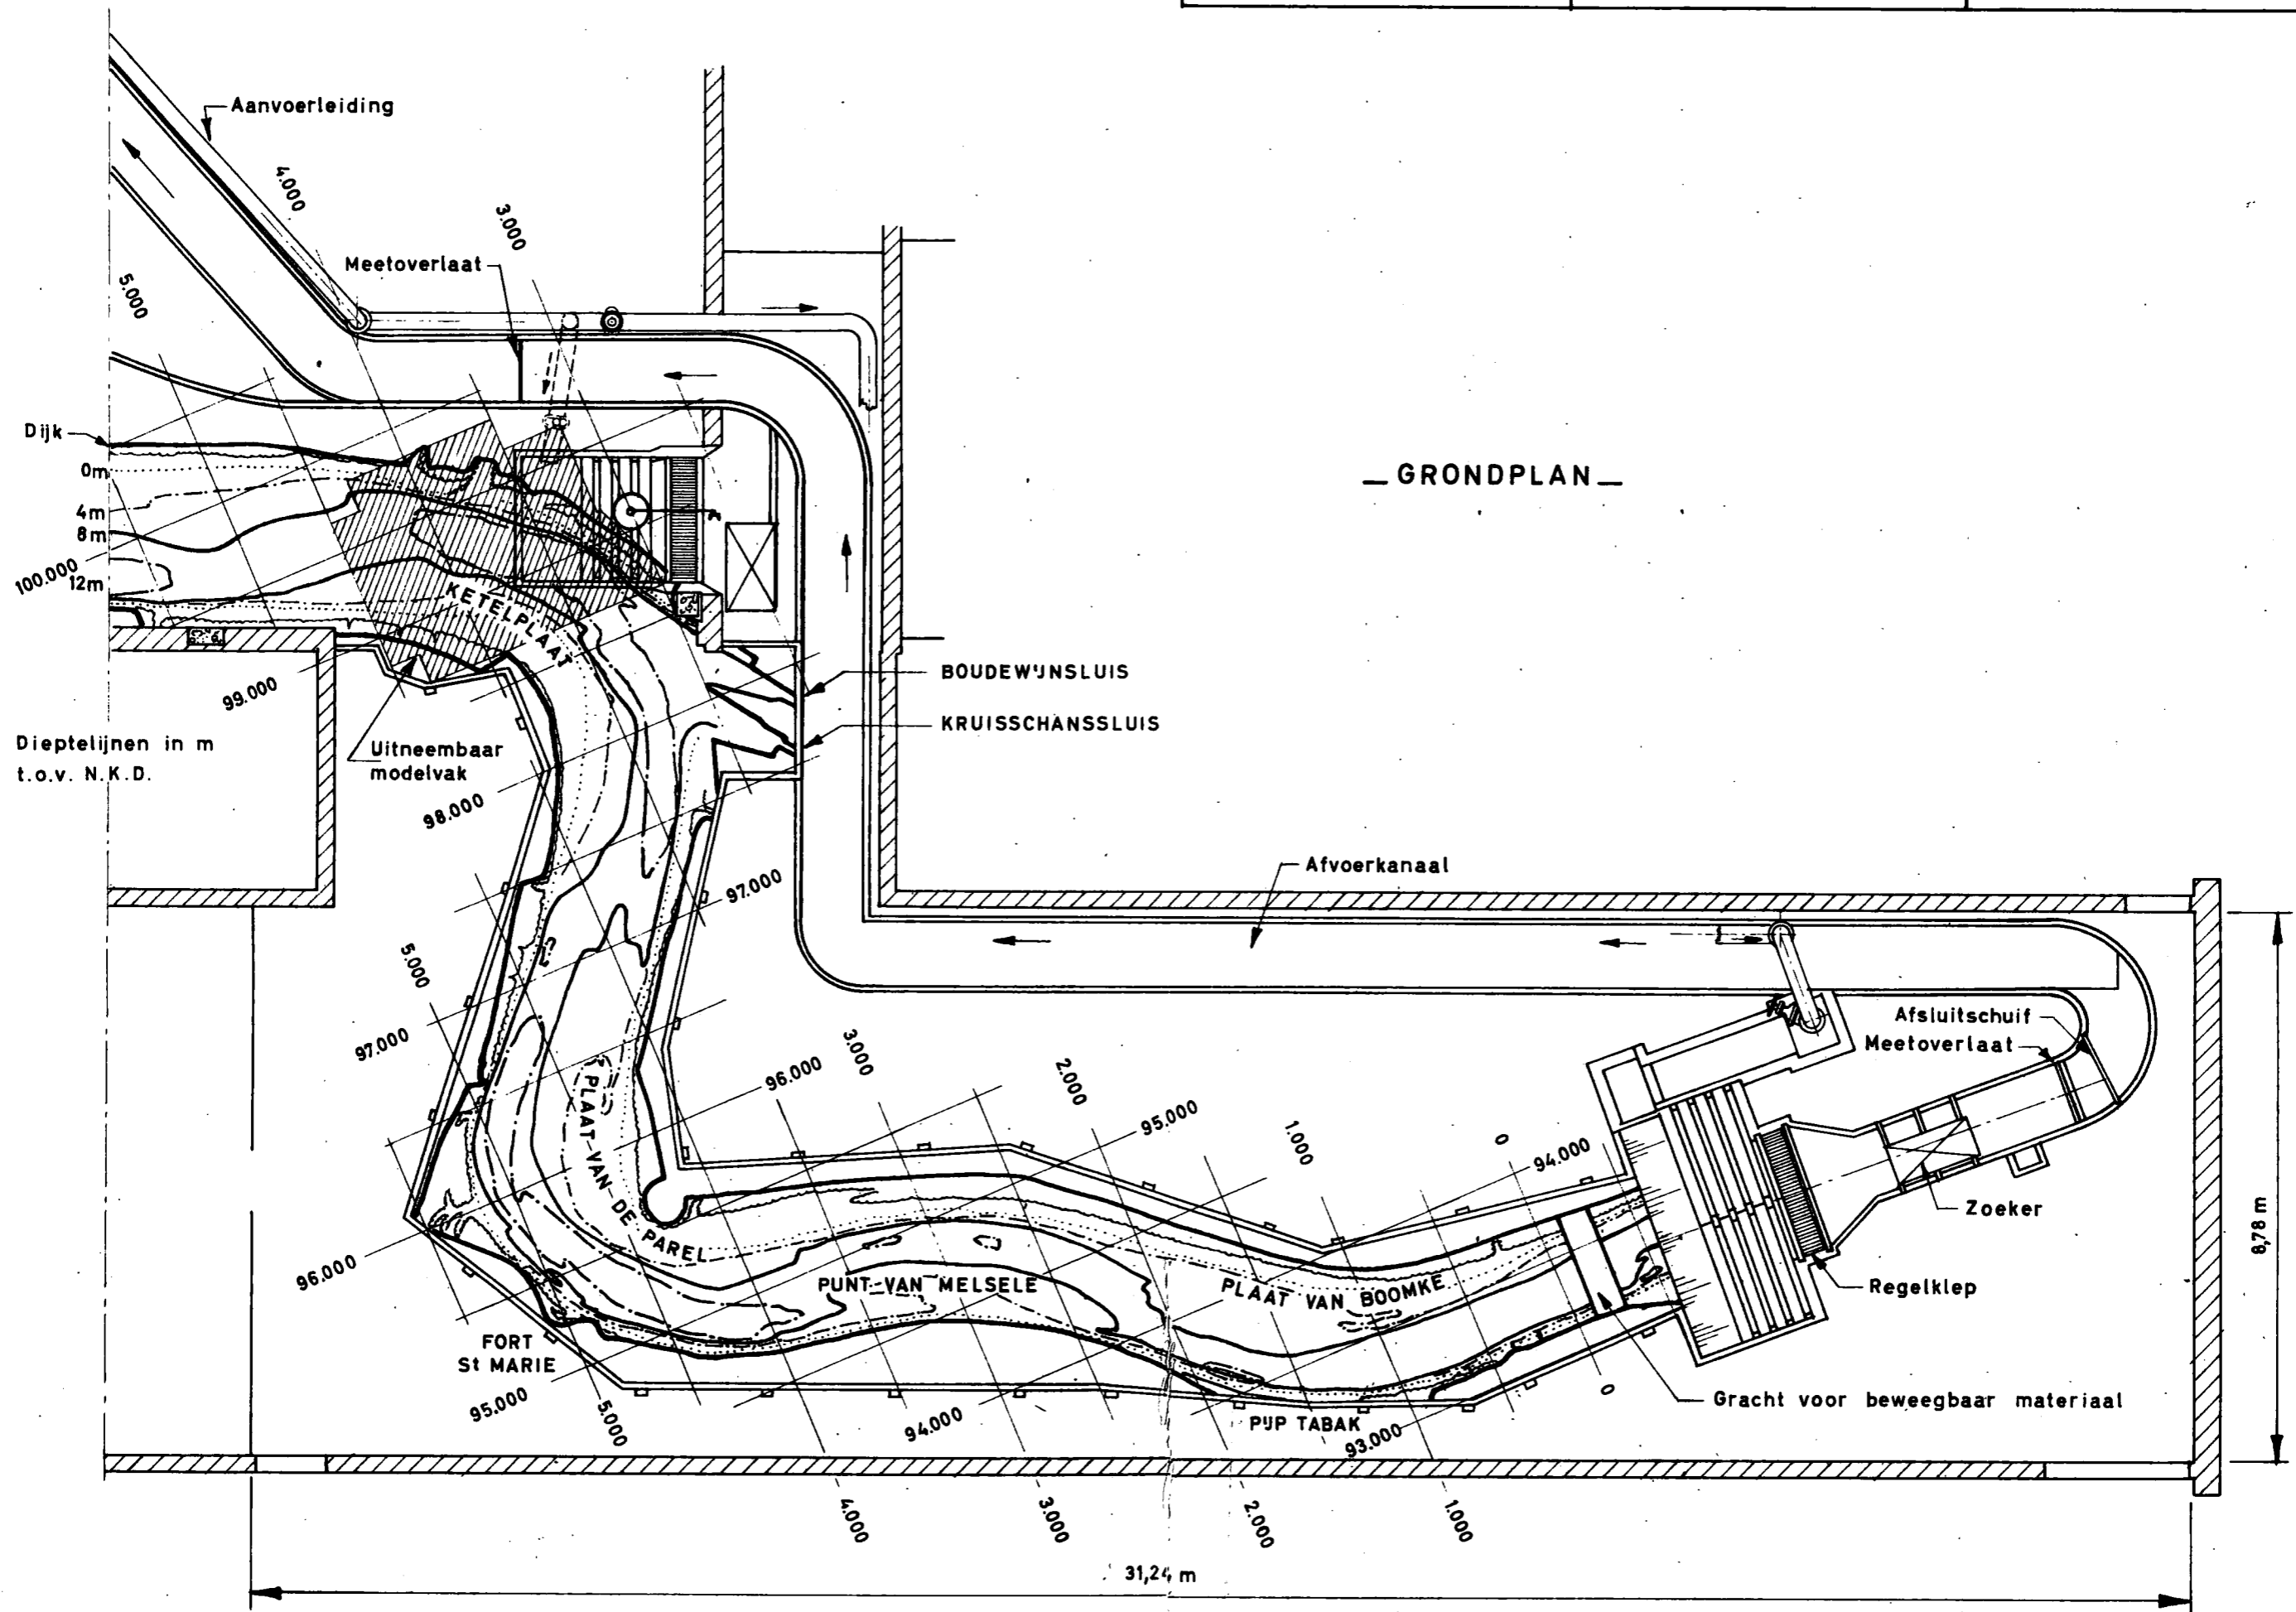 Aanvoerleiding
4.000
3.000
Meetoverlaat
5.000
Dijk
0m
4m
8m
100.000
12m
— GRONDPLAN —
KETELPLAAT
99.000
BOUDEWIJNSLUIS
KRUISSCHANSSLUIS
Dieptelijnen in m
t.o.v. N.K.D.
Uitneembaar
modelvak
98.000
97.000
Afvoerkanaal
5.000
97.000
Afsluitschuif
Meetoverlaat
3.000
96.000
2.000
95.000
1.000
0
94.000
PLAAT-VAN-DE PAREL
Zoeker
8,78 m
96.000
PUNT-VAN MELSELE
PLAAT VAN BOOMKE
Regelklep
FORT
St MARIE
95.000
5.000
94.000
PIJP TABAK
93.000
0
Gracht voor beweegbaar materiaal
4.000
3.000
2.000
1.000
31,24 m